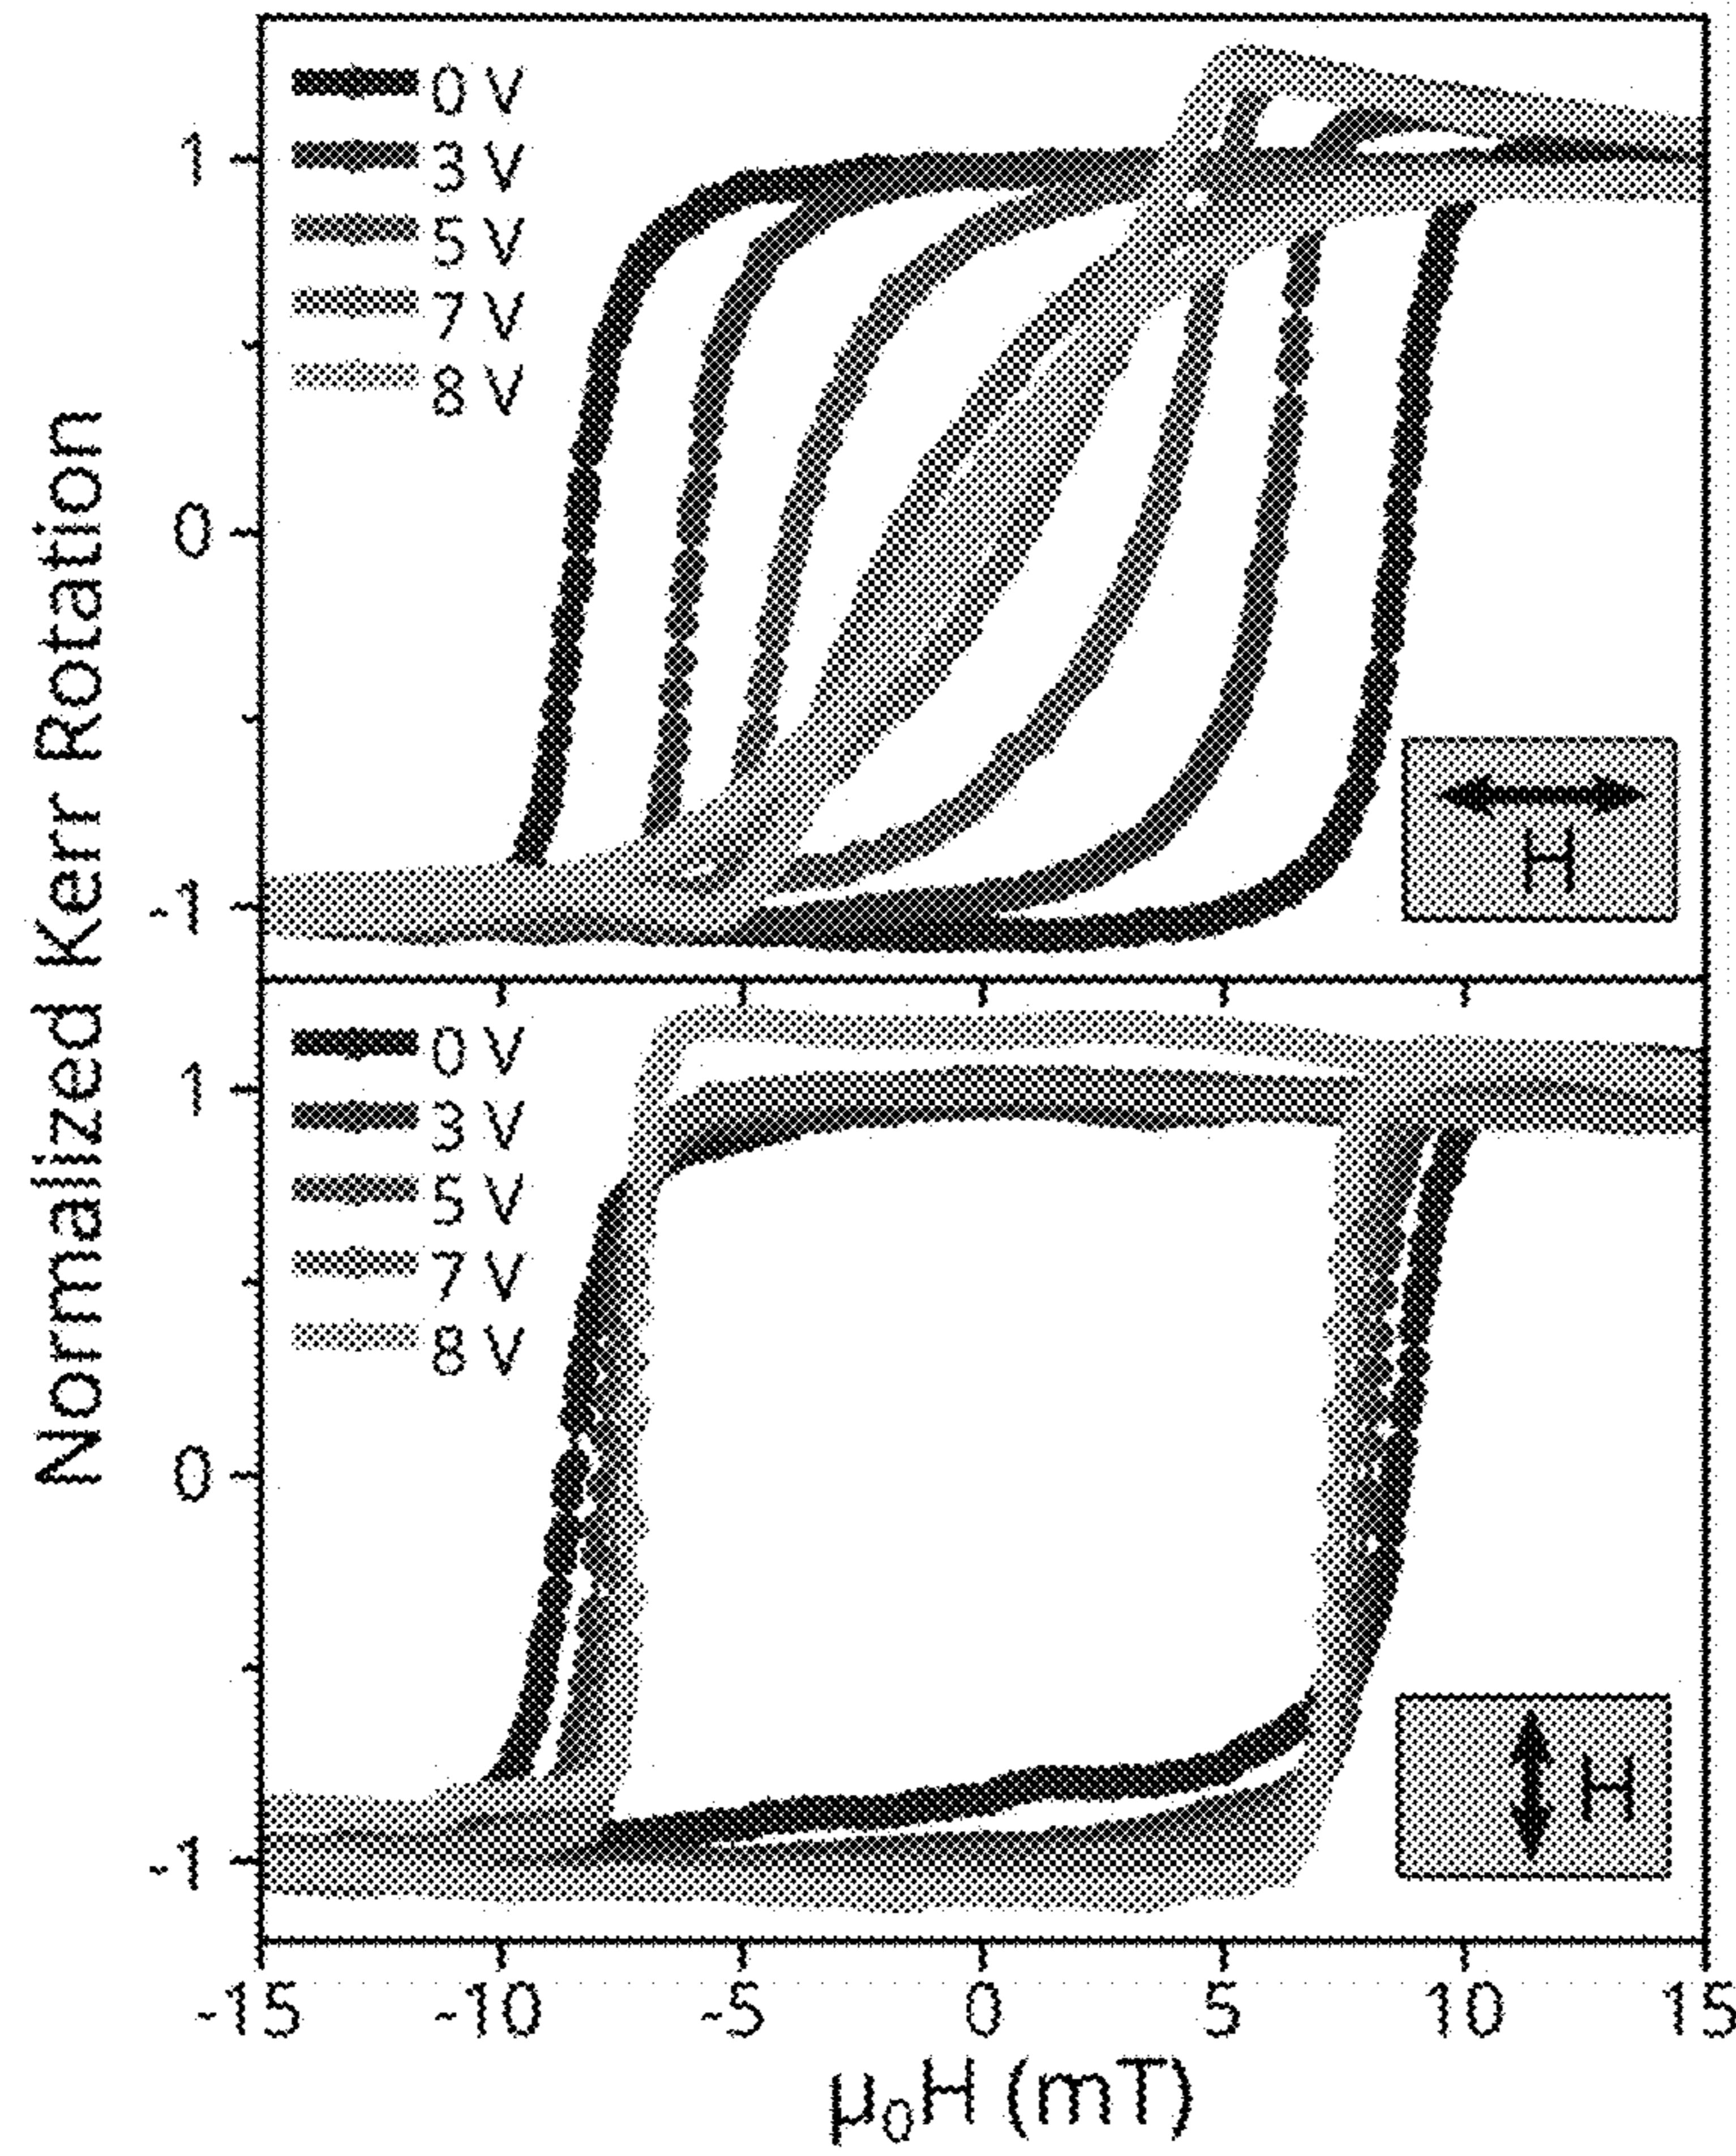 Normalized Kerr Rotation
0 V
3 V
5 V
7 V
8 V
1
0
-1
H
0 V
3 V
5 V
7 V
8 V
1
0
-1
H
-15 -10 -5 0 5 10 15
μ₀H (mT)